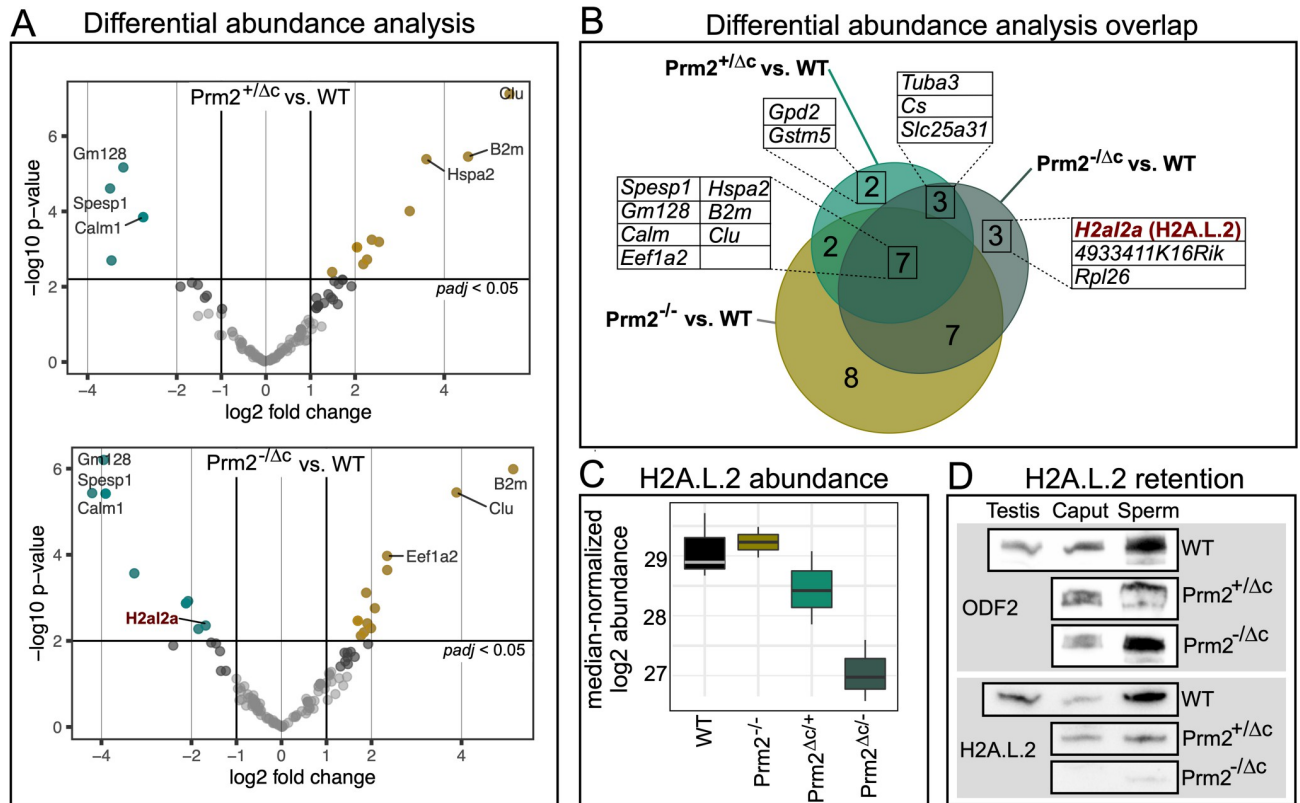 A Differential abundance analysis
Prm2+/Δc vs. WT
Clu
B2m
Hspa2
Gm128
Spesp1
Calm1
padj < 0.05
6
4
2
0
−log10 p-value
−4 −2 −1 0 1 2 4
log2 fold change
Prm2-/Δc vs. WT
Gm128
Spesp1
Calm1
B2m
Clu
Eef1a2
H2al2a
padj < 0.05
6
4
2
0
−log10 p-value
−4 −2 −1 0 1 2 4
log2 fold change
B Differential abundance analysis overlap
Prm2+/Δc vs. WT
Gpd2
Gstm5
Tuba3
Cs
Slc25a31
Prm2-/Δc vs. WT
Spesp1 Hspa2
Gm128 B2m
Calm Clu
Eef1a2
H2al2a (H2A.L.2)
4933411K16Rik
Rpl26
2
3
3
2
7
7
8
Prm2-/- vs. WT
C H2A.L.2 abundance
median-normalized
log2 abundance
29
28
27
WT
Prm2-/-
Prm2Δc/+
Prm2Δc/-
D H2A.L.2 retention
Testis Caput Sperm
WT
ODF2
Prm2+/Δc
Prm2-/Δc
WT
H2A.L.2
Prm2+/Δc
Prm2-/Δc